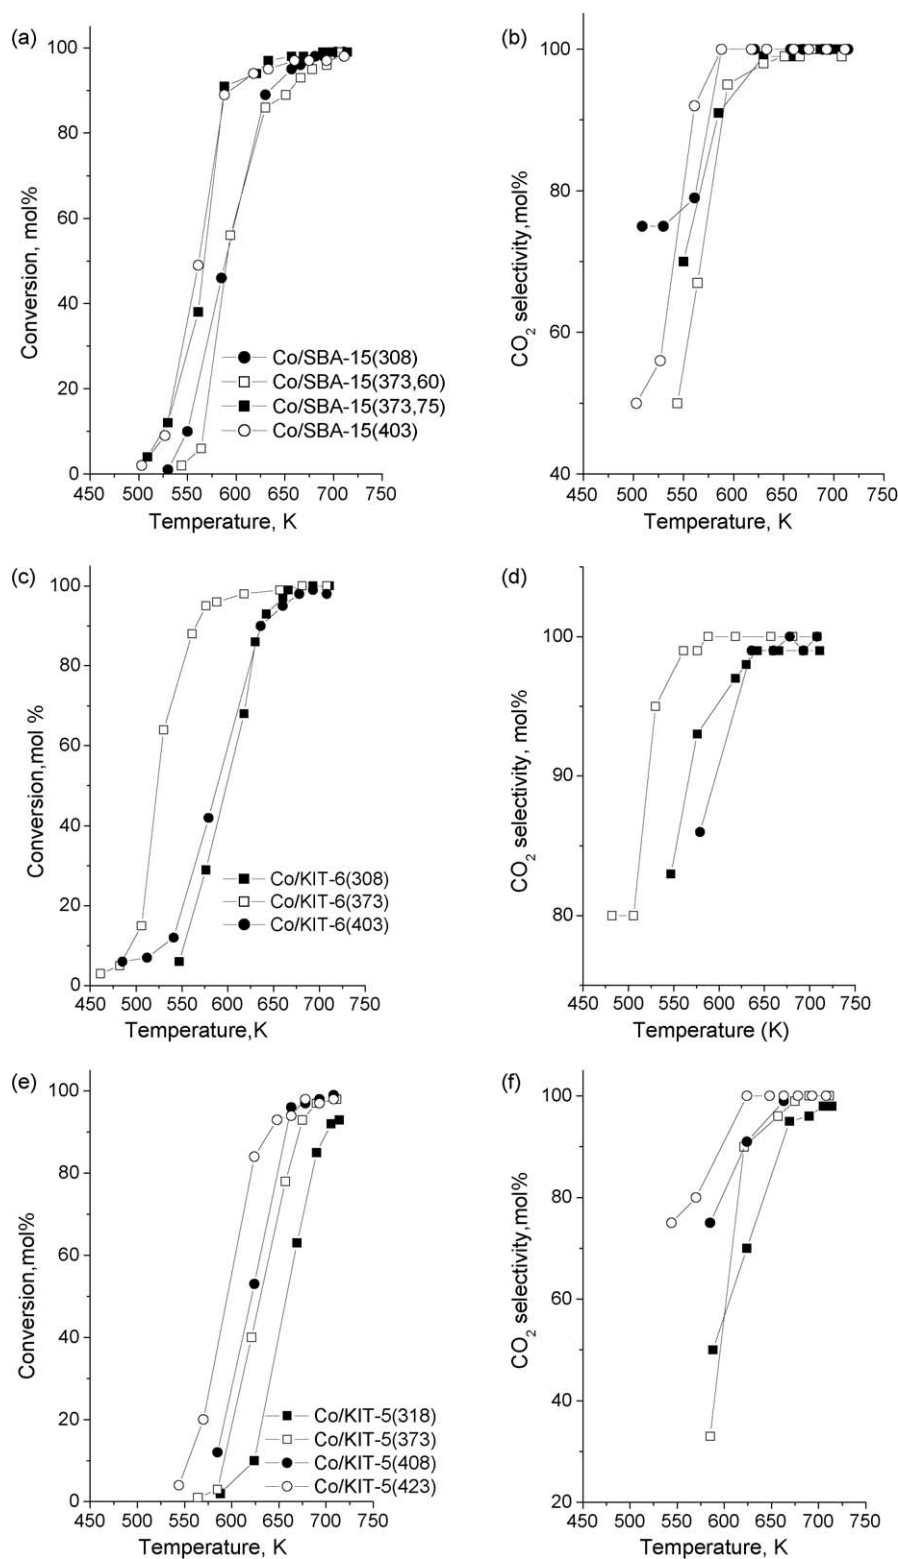 (a)
100
80
60
40
20
0
Conversion, mol%
Co/SBA-15(308)
Co/SBA-15(373,60)
Co/SBA-15(373,75)
Co/SBA-15(403)
450 500 550 600 650 700 750
Temperature, K
(b)
100
80
60
40
CO2 selectivity,mol%
450 500 550 600 650 700 750
Temperature, K
(c)
100
80
60
40
20
0
Conversion,mol %
Co/KIT-6(308)
Co/KIT-6(373)
Co/KIT-6(403)
450 500 550 600 650 700 750
Temperature,K
(d)
100
90
80
CO2 selectivity, mol%
450 500 550 600 650 700 750
Temperature (K)
(e)
100
80
60
40
20
0
Conversion,mol%
Co/KIT-5(318)
Co/KIT-5(373)
Co/KIT-5(408)
Co/KIT-5(423)
450 500 550 600 650 700 750
Temperature, K
(f)
100
80
60
40
20
CO2 selectivity,mol%
450 500 550 600 650 700 750
Temperature, K